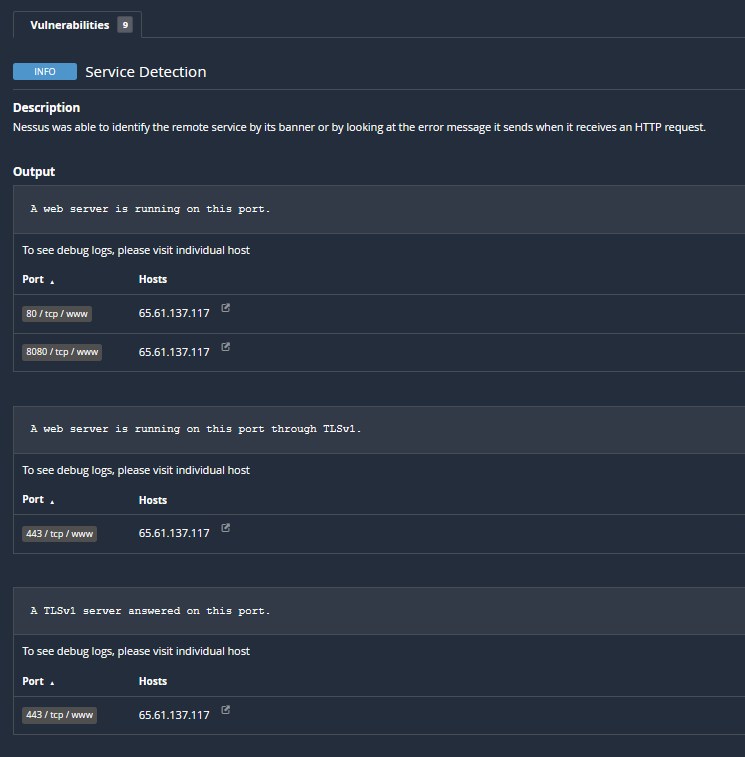 Vulnerabilities 9
INFO Service Detection
Description
Nessus was able to identify the remote service by its banner or by looking at the error message it sends when it receives an HTTP request.
Output
A web server is running on this port.
To see debug logs, please visit individual host
Port Hosts
80 / tcp / www 65.61.137.117
8080 / tcp / www 65.61.137.117
A web server is running on this port through TLSv1.
To see debug logs, please visit individual host
Port Hosts
443 / tcp / www 65.61.137.117
A TLSv1 server answered on this port.
To see debug logs, please visit individual host
Port Hosts
443 / tcp / www 65.61.137.117